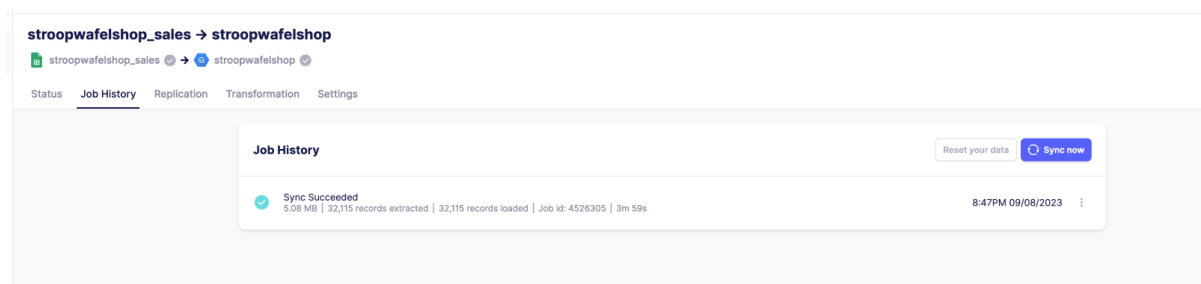 stroopwafelshop_sales → stroopwafelshop
stroopwafelshop_sales → stroopwafelshop
Status Job History Replication Transformation Settings
Job History Reset your data Sync now
Sync Succeeded
5.08 MB | 32,115 records extracted | 32,115 records loaded | Job id: 4526305 | 3m 59s
8:47PM 09/08/2023